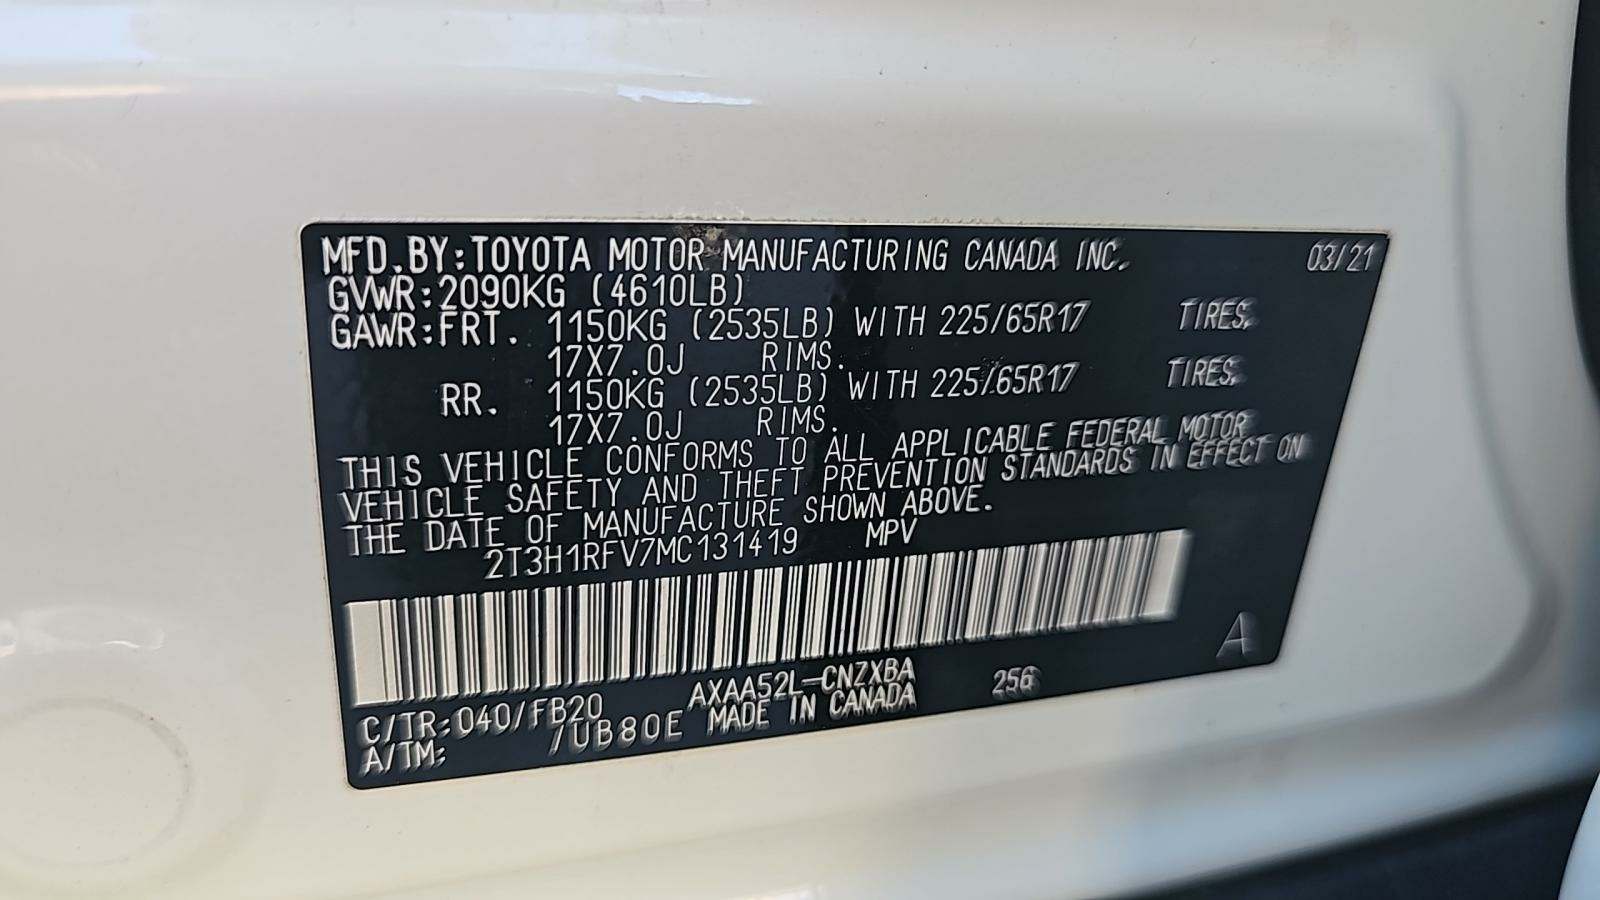 MFD.BY:TOYOTA MOTOR MANUFACTURING CANADA INC. 03/21
GVWR:2090KG (4610LB)
GAWR:FRT. 1150KG (2535LB) WITH 225/65R17 TIRES,
17X7.0J RIMS.
RR. 1150KG (2535LB) WITH 225/65R17 TIRES,
17X7.0J RIMS.
THIS VEHICLE CONFORMS TO ALL APPLICABLE FEDERAL MOTOR
VEHICLE SAFETY AND THEFT PREVENTION STANDARDS IN EFFECT ON
THE DATE OF MANUFACTURE SHOWN ABOVE.
2T3H1RFV7MC131419 MPV
A
C/TR:040/FB20 AXAA52L-CNZXBA 256
A/TM: /UB80E MADE IN CANADA